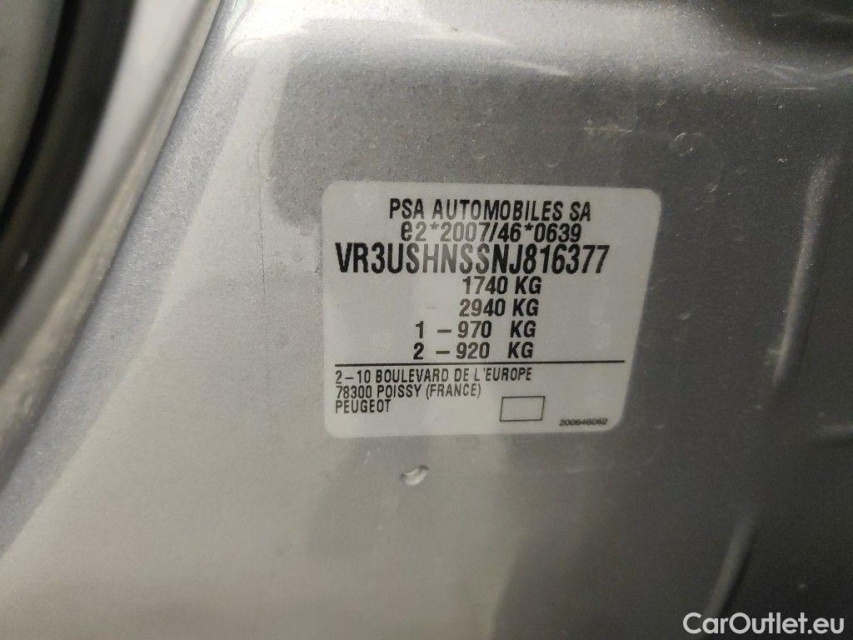 PSA AUTOMOBILES SA
e2*2007/46*0639
VR3USHNSSNJ816377
1740 KG
2940 KG
1 - 970 KG
2 - 920 KG
2-10 BOULEVARD DE L'EUROPE
78300 POISSY (FRANCE)
PEUGEOT
200646062
CarOutlet.eu